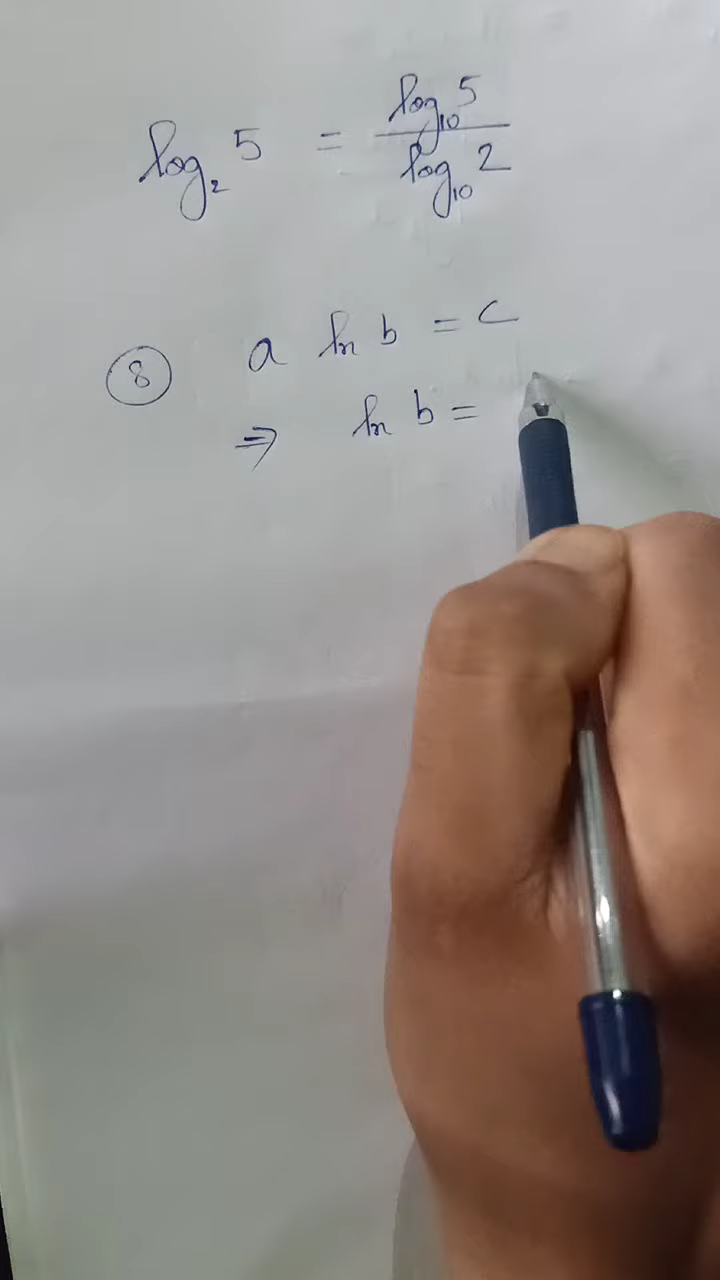 log₂ 5 = log₁₀ 5 / log₁₀ 2
⑧ a ln b = c
⇒ ln b =